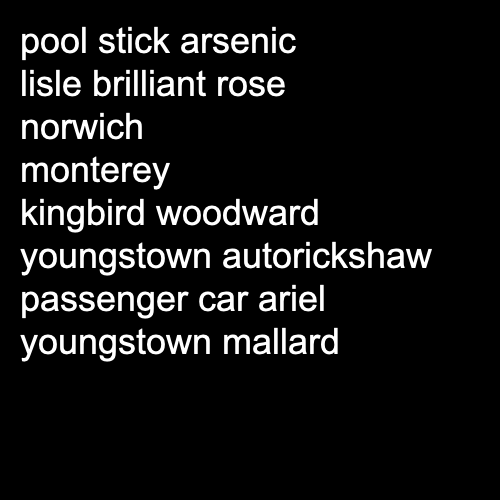 pool stick arsenic
lisle brilliant rose
norwich
monterey
kingbird woodward
youngstown autorickshaw
passenger car ariel
youngstown mallard